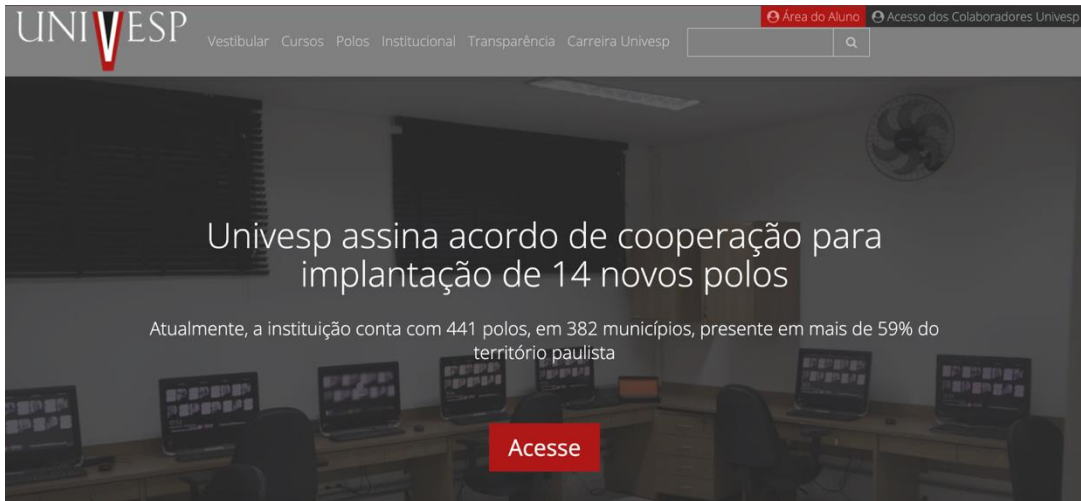 UNIVESP
Área do Aluno Acesso dos Colaboradores Univesp
Vestibular Cursos Polos Institucional Transparência Carreira Univesp
Univesp assina acordo de cooperação para
implantação de 14 novos polos
Atualmente, a instituição conta com 441 polos, em 382 municípios, presente em mais de 59% do
território paulista
Acesse